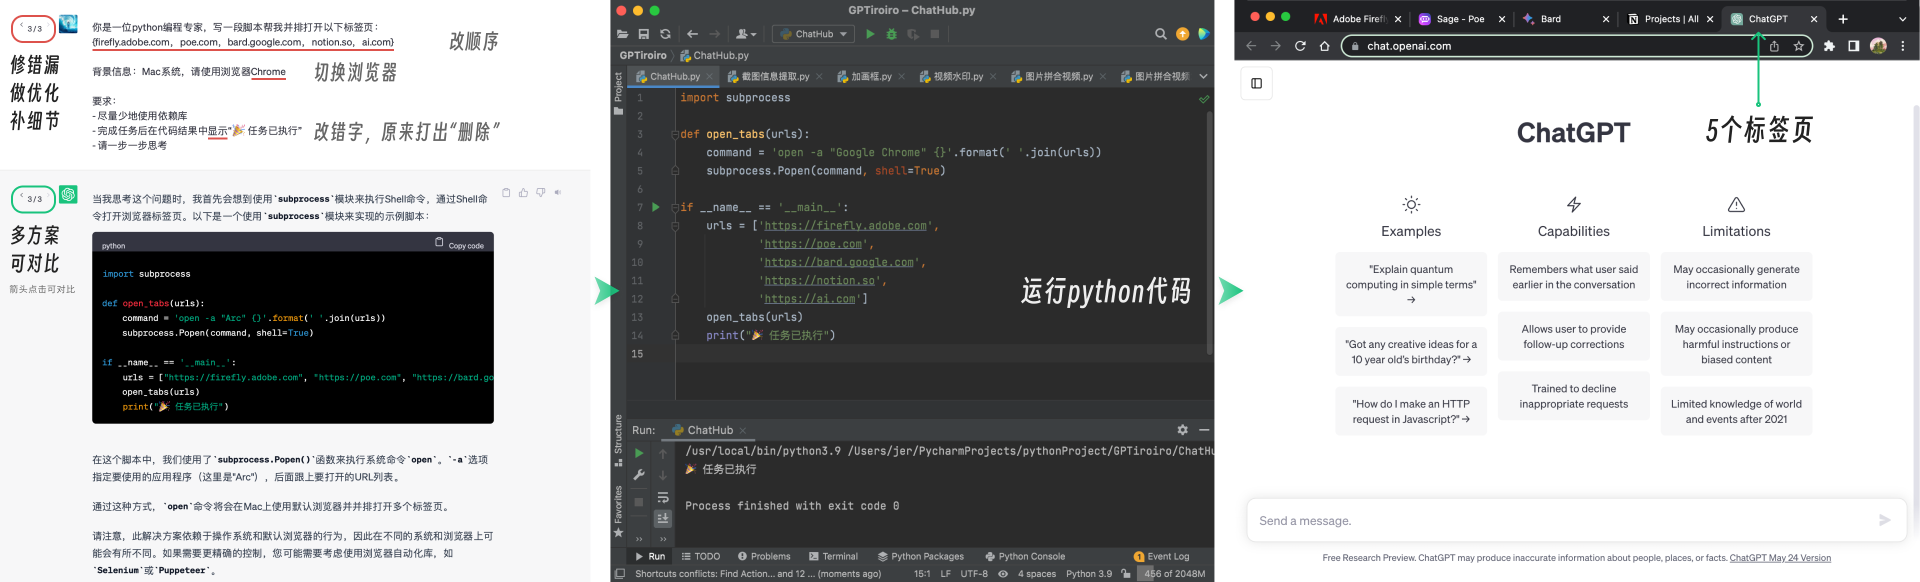 3/3
你是一位python编程专家，写一段脚本帮我并排打开以下标签页：
{firefly.adobe.com，poe.com，bard.google.com，notion.so，ai.com}
改顺序
背景信息：Mac系统，请使用浏览器Chrome
切换浏览器
要求：
- 尽量少地使用依赖库
- 完成任务后在代码结果中显示“🎉 任务已执行”
- 请一步一步思考
改错字，原来打出“删除”
修错漏
做优化
补细节
3/3
多方案
可对比
箭头点击可对比
当我思考这个问题时，我首先会想到使用`subprocess`模块来执行Shell命令，通过Shell命
令打开浏览器标签页。以下是一个使用`subprocess`模块来实现的示例脚本：
python
Copy code
import subprocess
def open_tabs(urls):
command = 'open -a "Arc" {}'.format(' '.join(urls))
subprocess.Popen(command, shell=True)
if __name__ == '__main__':
urls = ["https://firefly.adobe.com", "https://poe.com", "https://bard.go
open_tabs(urls)
print("🎉 任务已执行")
在这个脚本中，我们使用了`subprocess.Popen()`函数来执行系统命令`open`。`-a`选项
指定要使用的应用程序（这里是"Arc"），后面跟上要打开的URL列表。
通过这种方式，`open`命令将会在Mac上使用默认浏览器并并排打开多个标签页。
请注意，此解决方案依赖于操作系统和默认浏览器的行为，因此在不同的系统和浏览器上可
能会有所不同。如果需要更精确的控制，您可能需要考虑使用浏览器自动化库，如
`Selenium`或`Puppeteer`。
GPTiroiro – ChatHub.py
ChatHub
GPTiroiro
ChatHub.py
ChatHub.py
截图信息提取.py
加画框.py
视频水印.py
图片拼合视频.py
图片拼合视频
Project
1 import subprocess
2
3 def open_tabs(urls):
4 command = 'open -a "Google Chrome" {}'.format(' '.join(urls))
5 subprocess.Popen(command, shell=True)
6
7 if __name__ == '__main__':
8 urls = ['https://firefly.adobe.com',
9 'https://poe.com',
10 'https://bard.google.com',
11 'https://notion.so',
12 'https://ai.com']
13 open_tabs(urls)
14 print("🎉 任务已执行")
15
运行python代码
Structure
Favorites
Run:
ChatHub
/usr/local/bin/python3.9 /Users/jer/PycharmProjects/pythonProject/GPTiroiro/ChatHu
🎉 任务已执行
Process finished with exit code 0
Run
TODO
Problems
Terminal
Python Packages
Python Console
1 Event Log
Shortcuts conflicts: Find Action... and 12 ... (moments ago)
15:1
LF
UTF-8
4 spaces
Python 3.9
456 of 2048M
Adobe Firefl
Sage - Poe
Bard
Projects | All
ChatGPT
chat.openai.com
5个标签页
ChatGPT
Examples
"Explain quantum
computing in simple terms"
→
"Got any creative ideas for a
10 year old's birthday?" →
"How do I make an HTTP
request in Javascript?" →
Capabilities
Remembers what user said
earlier in the conversation
Allows user to provide
follow-up corrections
Trained to decline
inappropriate requests
Limitations
May occasionally generate
incorrect information
May occasionally produce
harmful instructions or
biased content
Limited knowledge of world
and events after 2021
Send a message.
Free Research Preview. ChatGPT may produce inaccurate information about people, places, or facts. ChatGPT May 24 Version